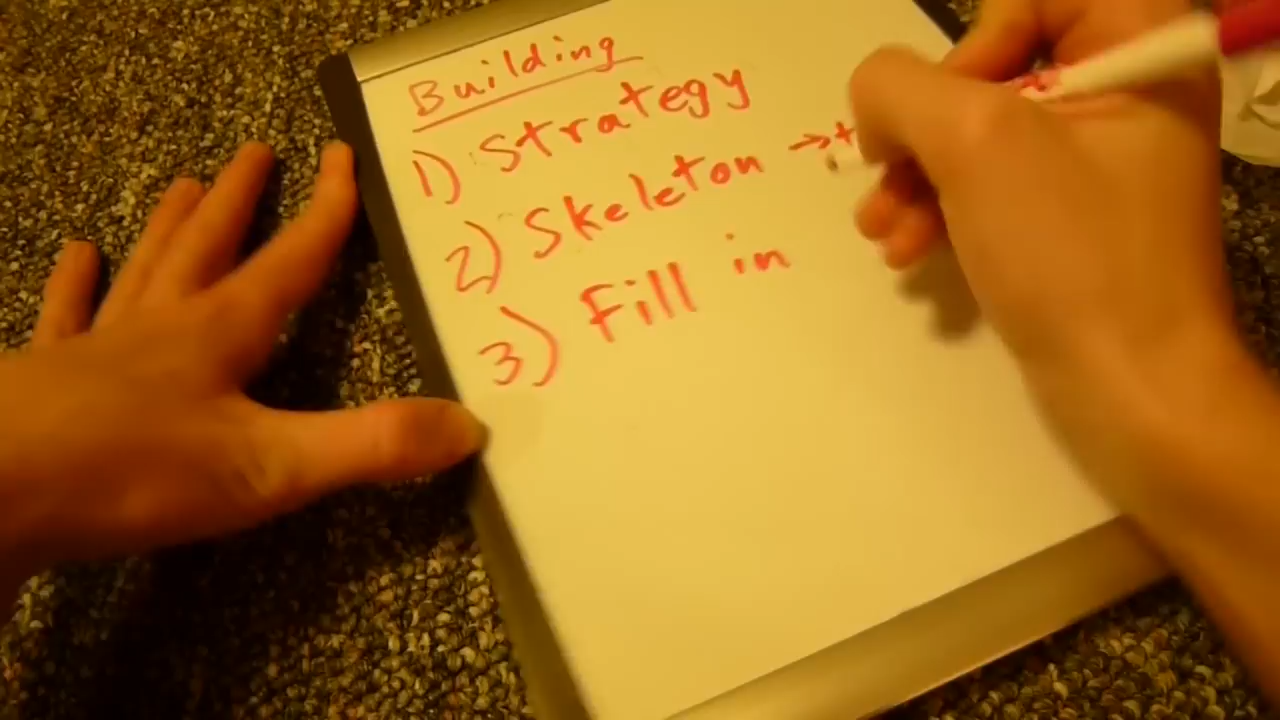 Building
1) Strategy
2) Skeleton → t
3) Fill in